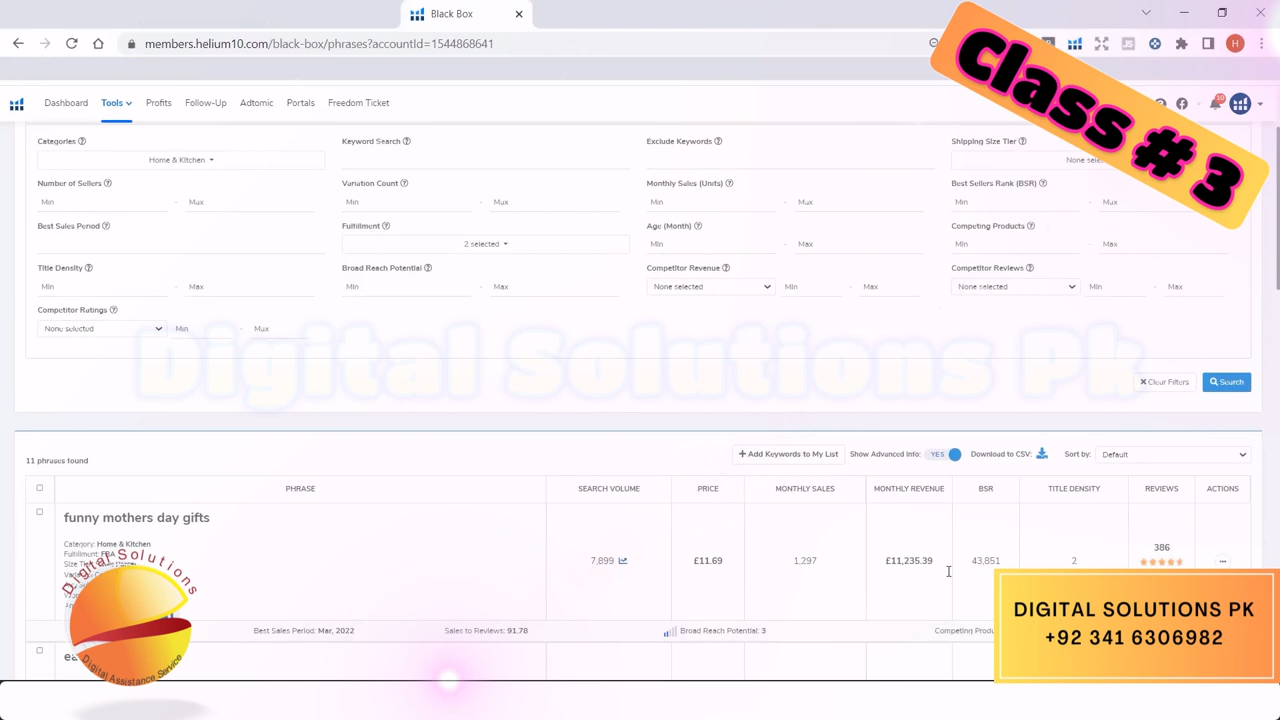 Black Box
members.helium10.com/black-box/phrases?accountId=1544868641
JS
H
Class # 3
Dashboard
Tools
Profits
Follow-Up
Adtomic
Portals
Freedom Ticket
10
Categories
Keyword Search
Exclude Keywords
Shipping Size Tier
Home & Kitchen
None
Number of Sellers
Variation Count
Monthly Sales (Units)
Best Sellers Rank (BSR)
Min - Max
Min - Max
Min - Max
Min - Max
Best Sales Period
Fulfillment
Age (Month)
Competing Products
2 selected
Min - Max
Min - Max
Title Density
Broad Reach Potential
Competitor Revenue
Competitor Reviews
Min - Max
Min - Max
None selected Min - Max
None selected Min - Max
Competitor Ratings
None selected Min - Max
Digital Solutions Pk
Clear Filters
Search
11 phrases found
+ Add Keywords to My List
Show Advanced Info: YES
Download to CSV:
Sort by: Default
PHRASE
SEARCH VOLUME
PRICE
MONTHLY SALES
MONTHLY REVENUE
BSR
TITLE DENSITY
REVIEWS
ACTIONS
funny mothers day gifts
Category: Home & Kitchen
Fulfillment: FBA
7,899
£11.69
1,297
£11,235.39
43,851
2
386
...
Best Sales Period: Mar, 2022
Sales to Reviews: 91.78
Broad Reach Potential: 3
Digital Solutions
Digital Assistance Service
DIGITAL SOLUTIONS PK
+92 341 6306982